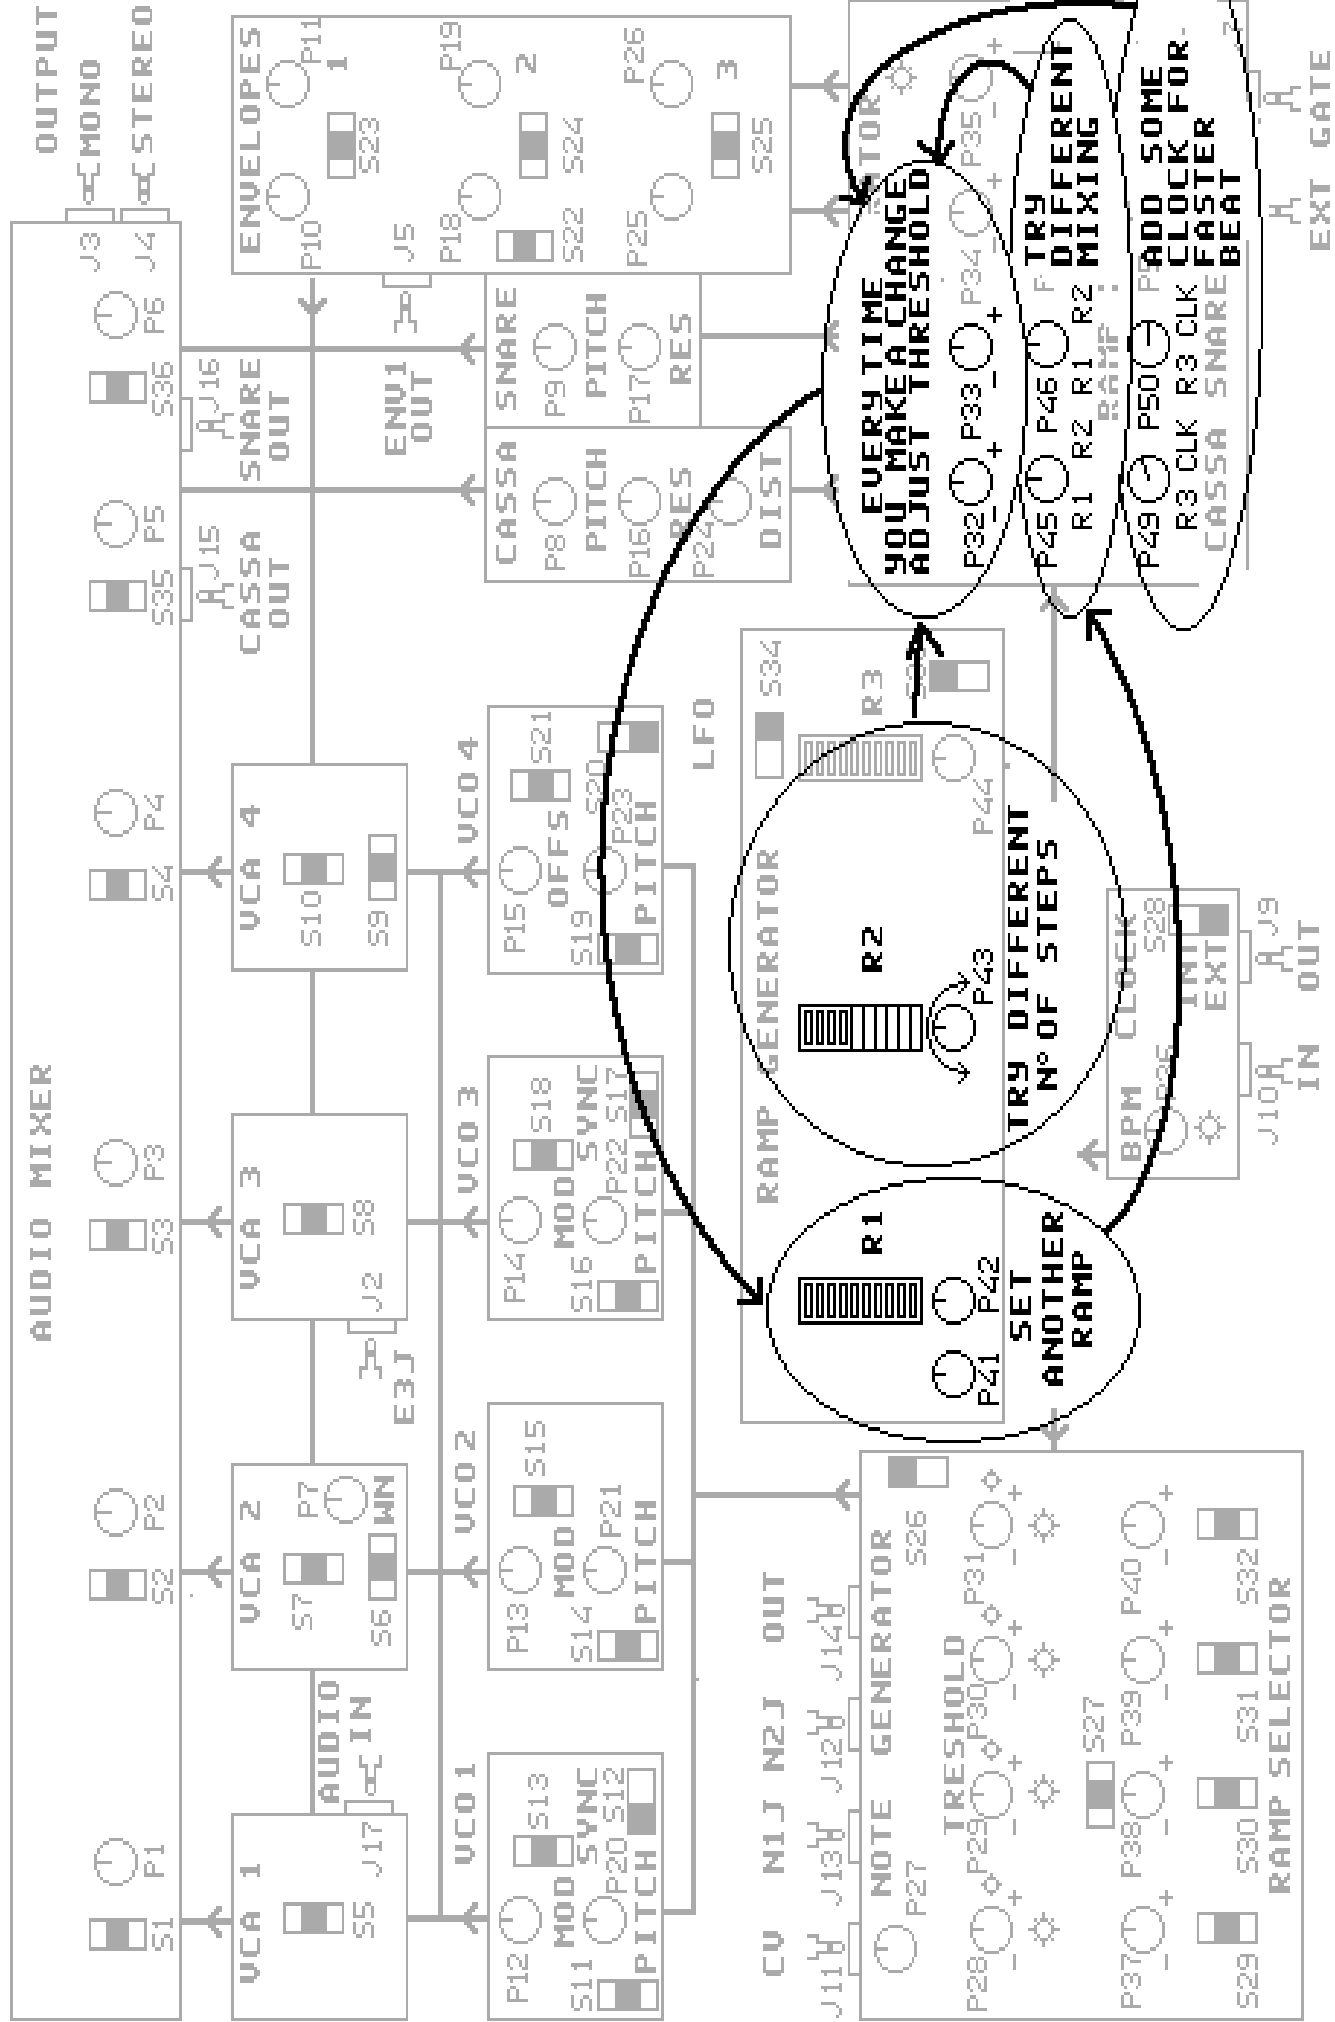 AUDIO MIXER
OUTPUT
MONO
STEREO
J3
J4
S1
P1
S2
P2
S3
P3
S4
P4
S35
P5
J15
CASSA
OUT
S36
P6
J16
SNARE
OUT
VCA 1
S5
J17
AUDIO
IN
VCA 2
S7
P7
S6
WN
VCA 3
S8
J2
E3J
VCA 4
S10
S9
ENVELOPES
P10
P11
1
S23
J5
ENV1
OUT
P18
P19
2
S22
S24
P25
P26
3
S25
VCO 1
P12
S13
MOD
SYNC
S11
P20
S12
PITCH
VCO 2
P13
S15
MOD
S14
P21
PITCH
VCO 3
P14
S18
MOD
SYNC
S16
P22
S17
PITCH
VCO 4
P15
S21
OFFS
S20
S19
P23
PITCH
CASSA
P8
PITCH
P16
RES
P24
DIST
SNARE
P9
PITCH
P17
RES
LFO
S34
RAMP GENERATOR
R1
P41
P42
SET
ANOTHER
RAMP
R2
P43
TRY DIFFERENT
N° OF STEPS
R3
P44
EVERY TIME
YOU MAKE A CHANGE
ADJUST THRESHOLD
P32
-
+
P33
-
+
P34
-
+
P35
-
+
P45
P46
R1 R2 R1 R2
RAMP
TRY
DIFFERENT
MIXING
P49
P50
R3 CLK R3 CLK
CASSA SNARE
ADD SOME
CLOCK FOR
FASTER
BEAT
EXT GATE
BPM
CLOCK
S28
INT
EXT
J10
J9
IN
OUT
CV
N1J
N2J
OUT
J11
J13
J12
J14
NOTE GENERATOR
P27
S26
TRESHOLD
P28
-
+
P29
-
+
P30
-
+
P31
-
+
S27
P37
-
+
P38
-
+
P39
-
+
P40
-
+
S29
S30
S31
S32
RAMP SELECTOR